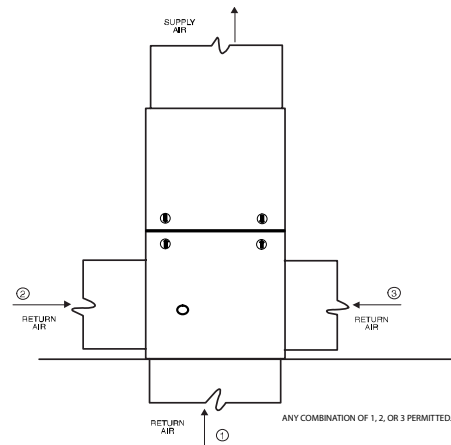 SUPPLY
AIR
②
RETURN
AIR
③
RETURN
AIR
RETURN
AIR
①
ANY COMBINATION OF 1, 2, OR 3 PERMITTED.